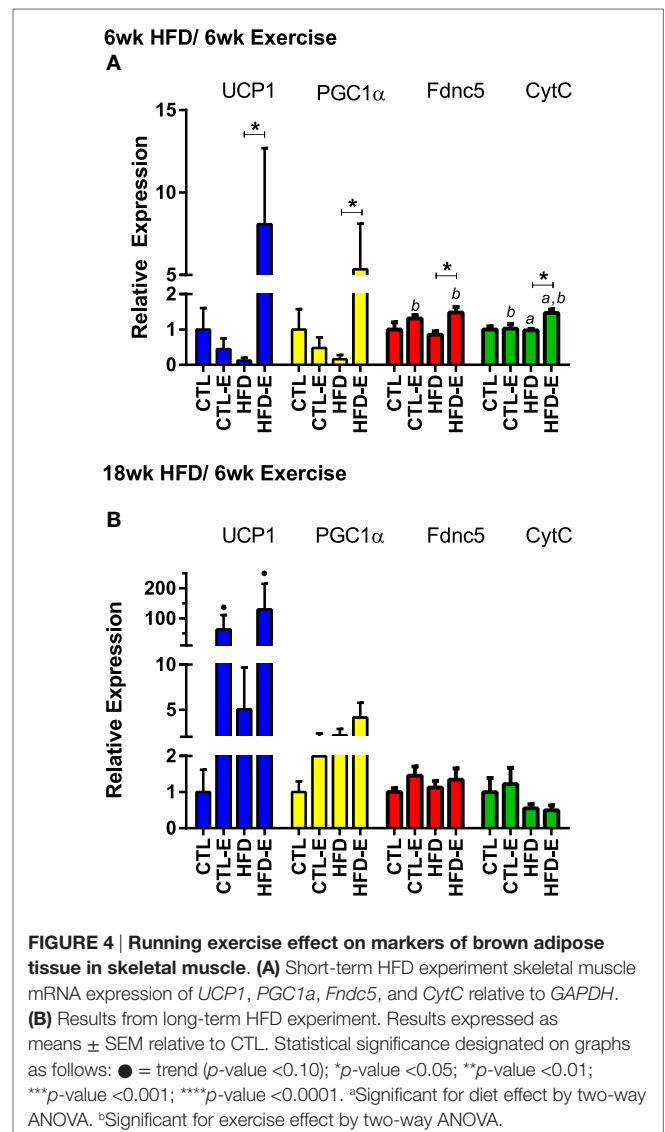 6wk HFD/ 6wk Exercise
A
UCP1 PGC1α Fdnc5 CytC
15
10
5
2
1
0
Relative Expression
* * * *
b b b a a,b
CTL CTL-E HFD HFD-E CTL CTL-E HFD HFD-E CTL CTL-E HFD HFD-E CTL CTL-E HFD HFD-E
18wk HFD/ 6wk Exercise
B
UCP1 PGC1α Fdnc5 CytC
200
100
10
5
2
1
0
Relative Expression
• •
CTL CTL-E HFD HFD-E CTL CTL-E HFD HFD-E CTL CTL-E HFD HFD-E CTL CTL-E HFD HFD-E
FIGURE 4 | Running exercise effect on markers of brown adipose
tissue in skeletal muscle. (A) Short-term HFD experiment skeletal muscle
mRNA expression of UCP1, PGC1a, Fndc5, and CytC relative to GAPDH.
(B) Results from long-term HFD experiment. Results expressed as
means ± SEM relative to CTL. Statistical significance designated on graphs
as follows: ● = trend (p-value <0.10); *p-value <0.05; **p-value <0.01;
***p-value <0.001; ****p-value <0.0001. ᵃSignificant for diet effect by two-way
ANOVA. ᵇSignificant for exercise effect by two-way ANOVA.